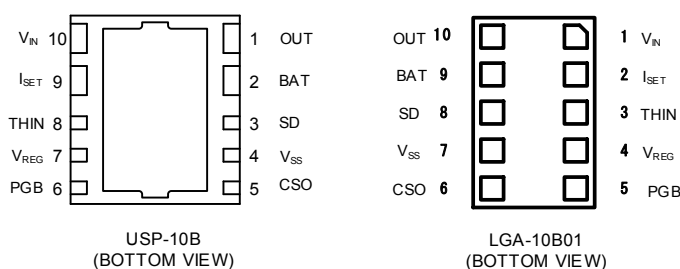 V_IN 10 1 OUT
I_SET 9 2 BAT
THIN 8 3 SD
V_REG 7 4 V_SS
PGB 6 5 CSO
USP-10B
(BOTTOM VIEW)
OUT 10 1 V_IN
BAT 9 2 I_SET
SD 8 3 THIN
V_SS 7 4 V_REG
CSO 6 5 PGB
LGA-10B01
(BOTTOM VIEW)